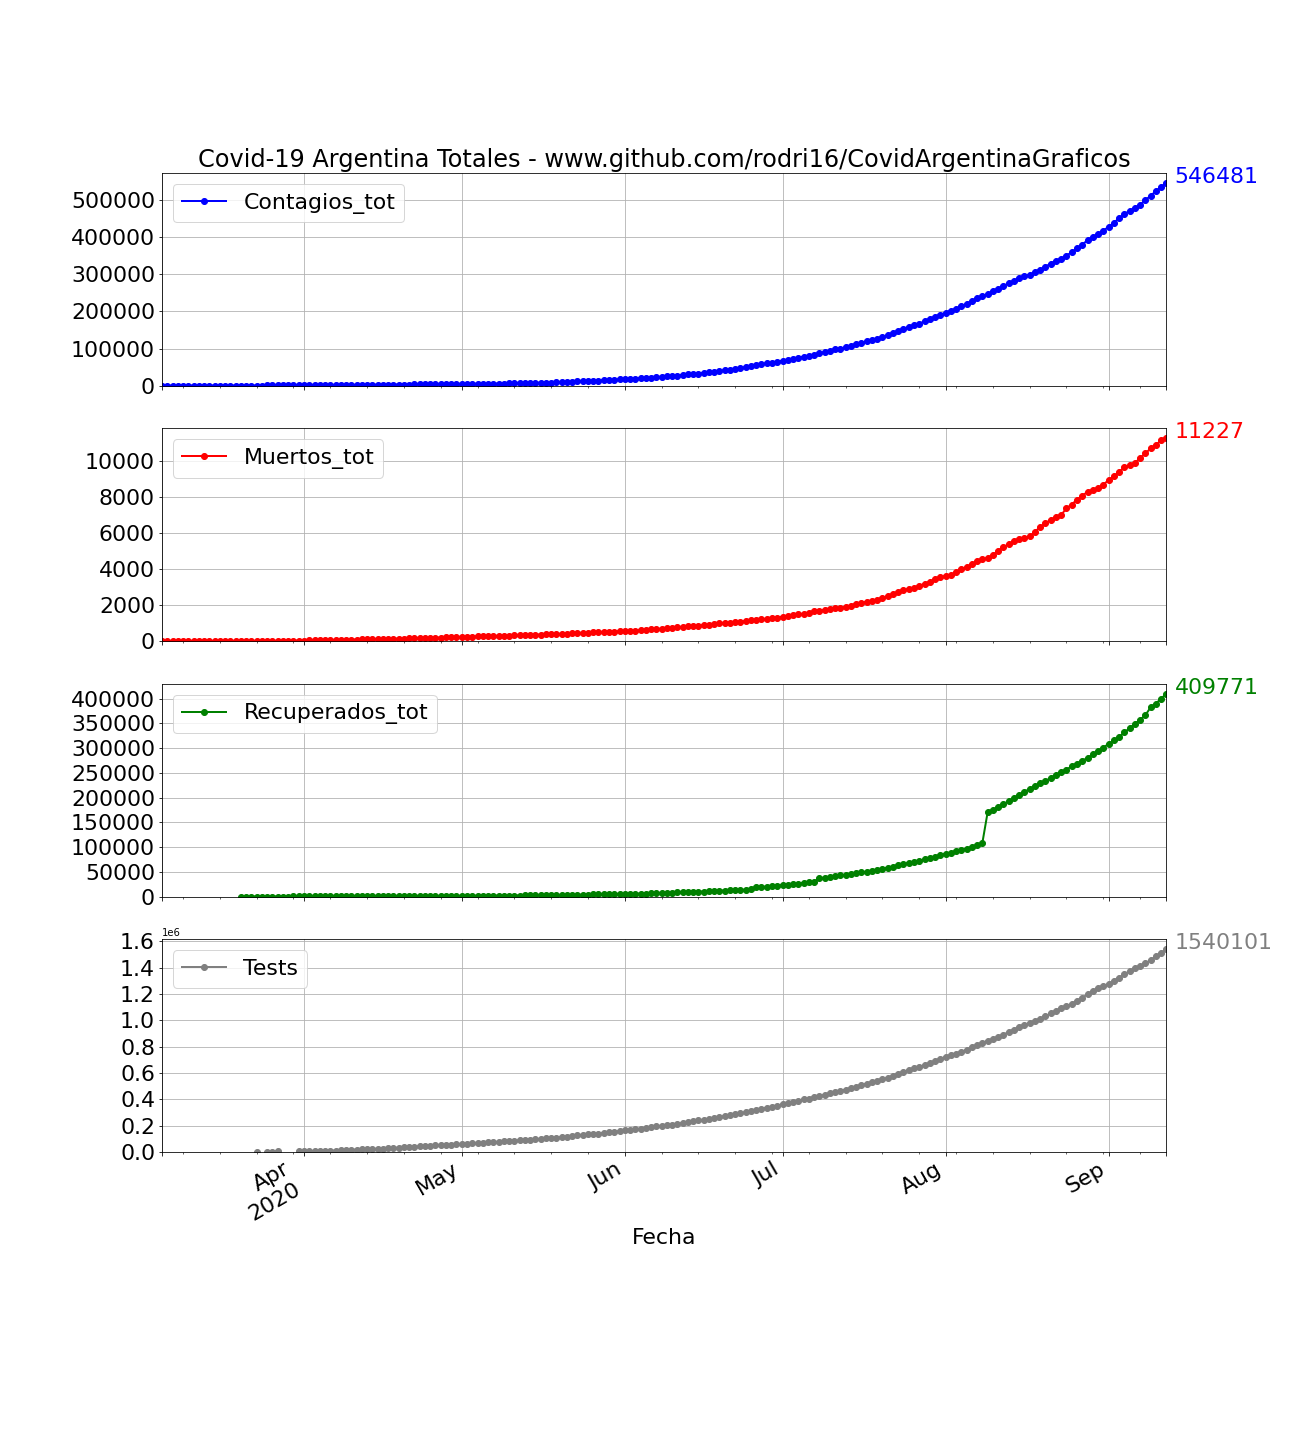 Covid-19 Argentina Totales - www.github.com/rodri16/CovidArgentinaGraficos
546481
Contagios_tot
500000
400000
300000
200000
100000
0
11227
Muertos_tot
10000
8000
6000
4000
2000
0
409771
Recuperados_tot
400000
350000
300000
250000
200000
150000
100000
50000
0
1e6
1540101
Tests
1.6
1.4
1.2
1.0
0.8
0.6
0.4
0.2
0.0
Apr
2020
May
Jun
Jul
Aug
Sep
Fecha